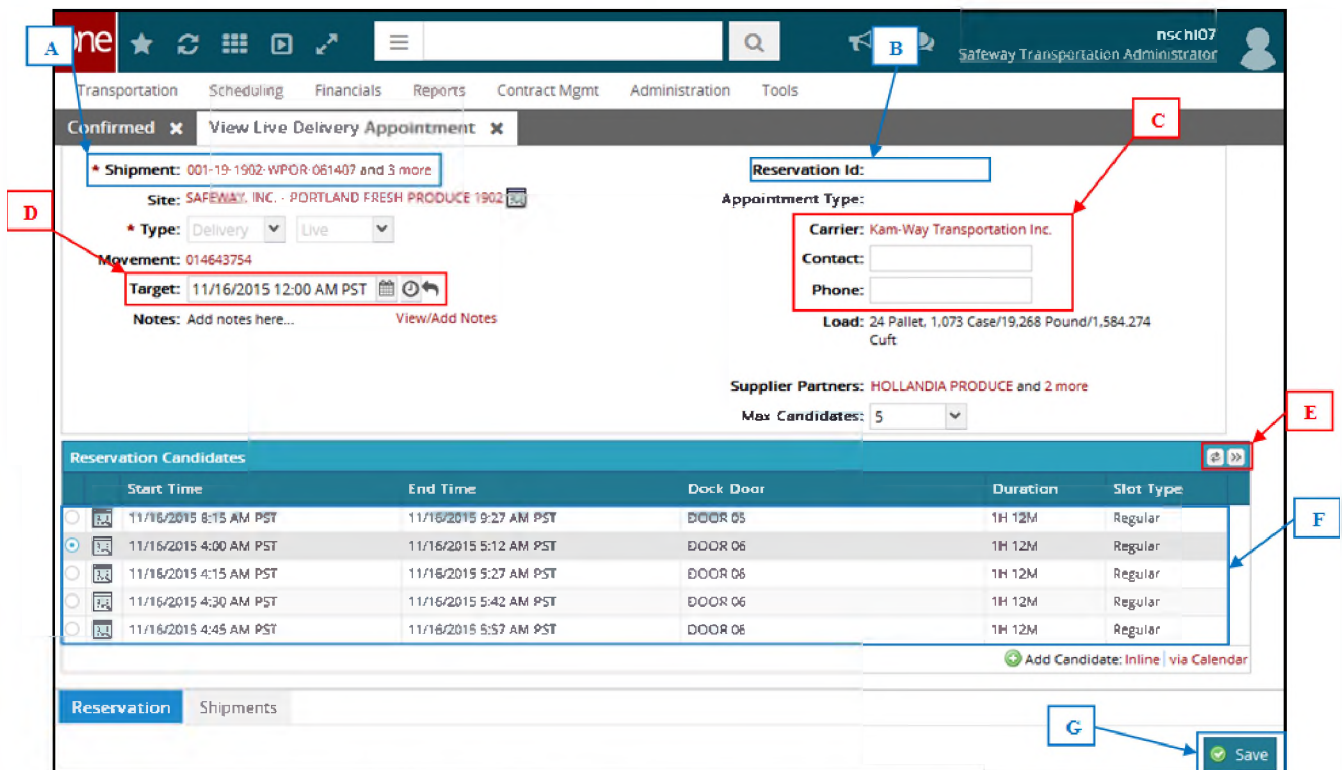 one
A
B
nschl07
Safeway Transportation Administrator
Transportation Scheduling Financials Reports Contract Mgmt Administration Tools
Confirmed View Live Delivery Appointment
C
* Shipment: 001-19-1902-WPOR-061407 and 3 more
Reservation Id:
Site: SAFEWAY, INC. - PORTLAND FRESH PRODUCE 1902
Appointment Type:
D
* Type: Delivery Live
Carrier: Kam-Way Transportation Inc.
Movement: 014643754
Contact:
Target: 11/16/2015 12:00 AM PST
Phone:
Notes: Add notes here... View/Add Notes
Load: 24 Pallet, 1,073 Case/19,268 Pound/1,584.274
Cuft
Supplier Partners: HOLLANDIA PRODUCE and 2 more
Max Candidates: 5
E
Reservation Candidates
Start Time End Time Dock Door Duration Slot Type
11/16/2015 8:15 AM PST 11/16/2015 9:27 AM PST DOOR 05 1H 12M Regular
F
11/16/2015 4:00 AM PST 11/16/2015 5:12 AM PST DOOR 06 1H 12M Regular
11/16/2015 4:15 AM PST 11/16/2015 5:27 AM PST DOOR 06 1H 12M Regular
11/16/2015 4:30 AM PST 11/16/2015 5:42 AM PST DOOR 06 1H 12M Regular
11/16/2015 4:45 AM PST 11/16/2015 5:57 AM PST DOOR 06 1H 12M Regular
Add Candidate: Inline | via Calendar
Reservation Shipments
G
Save